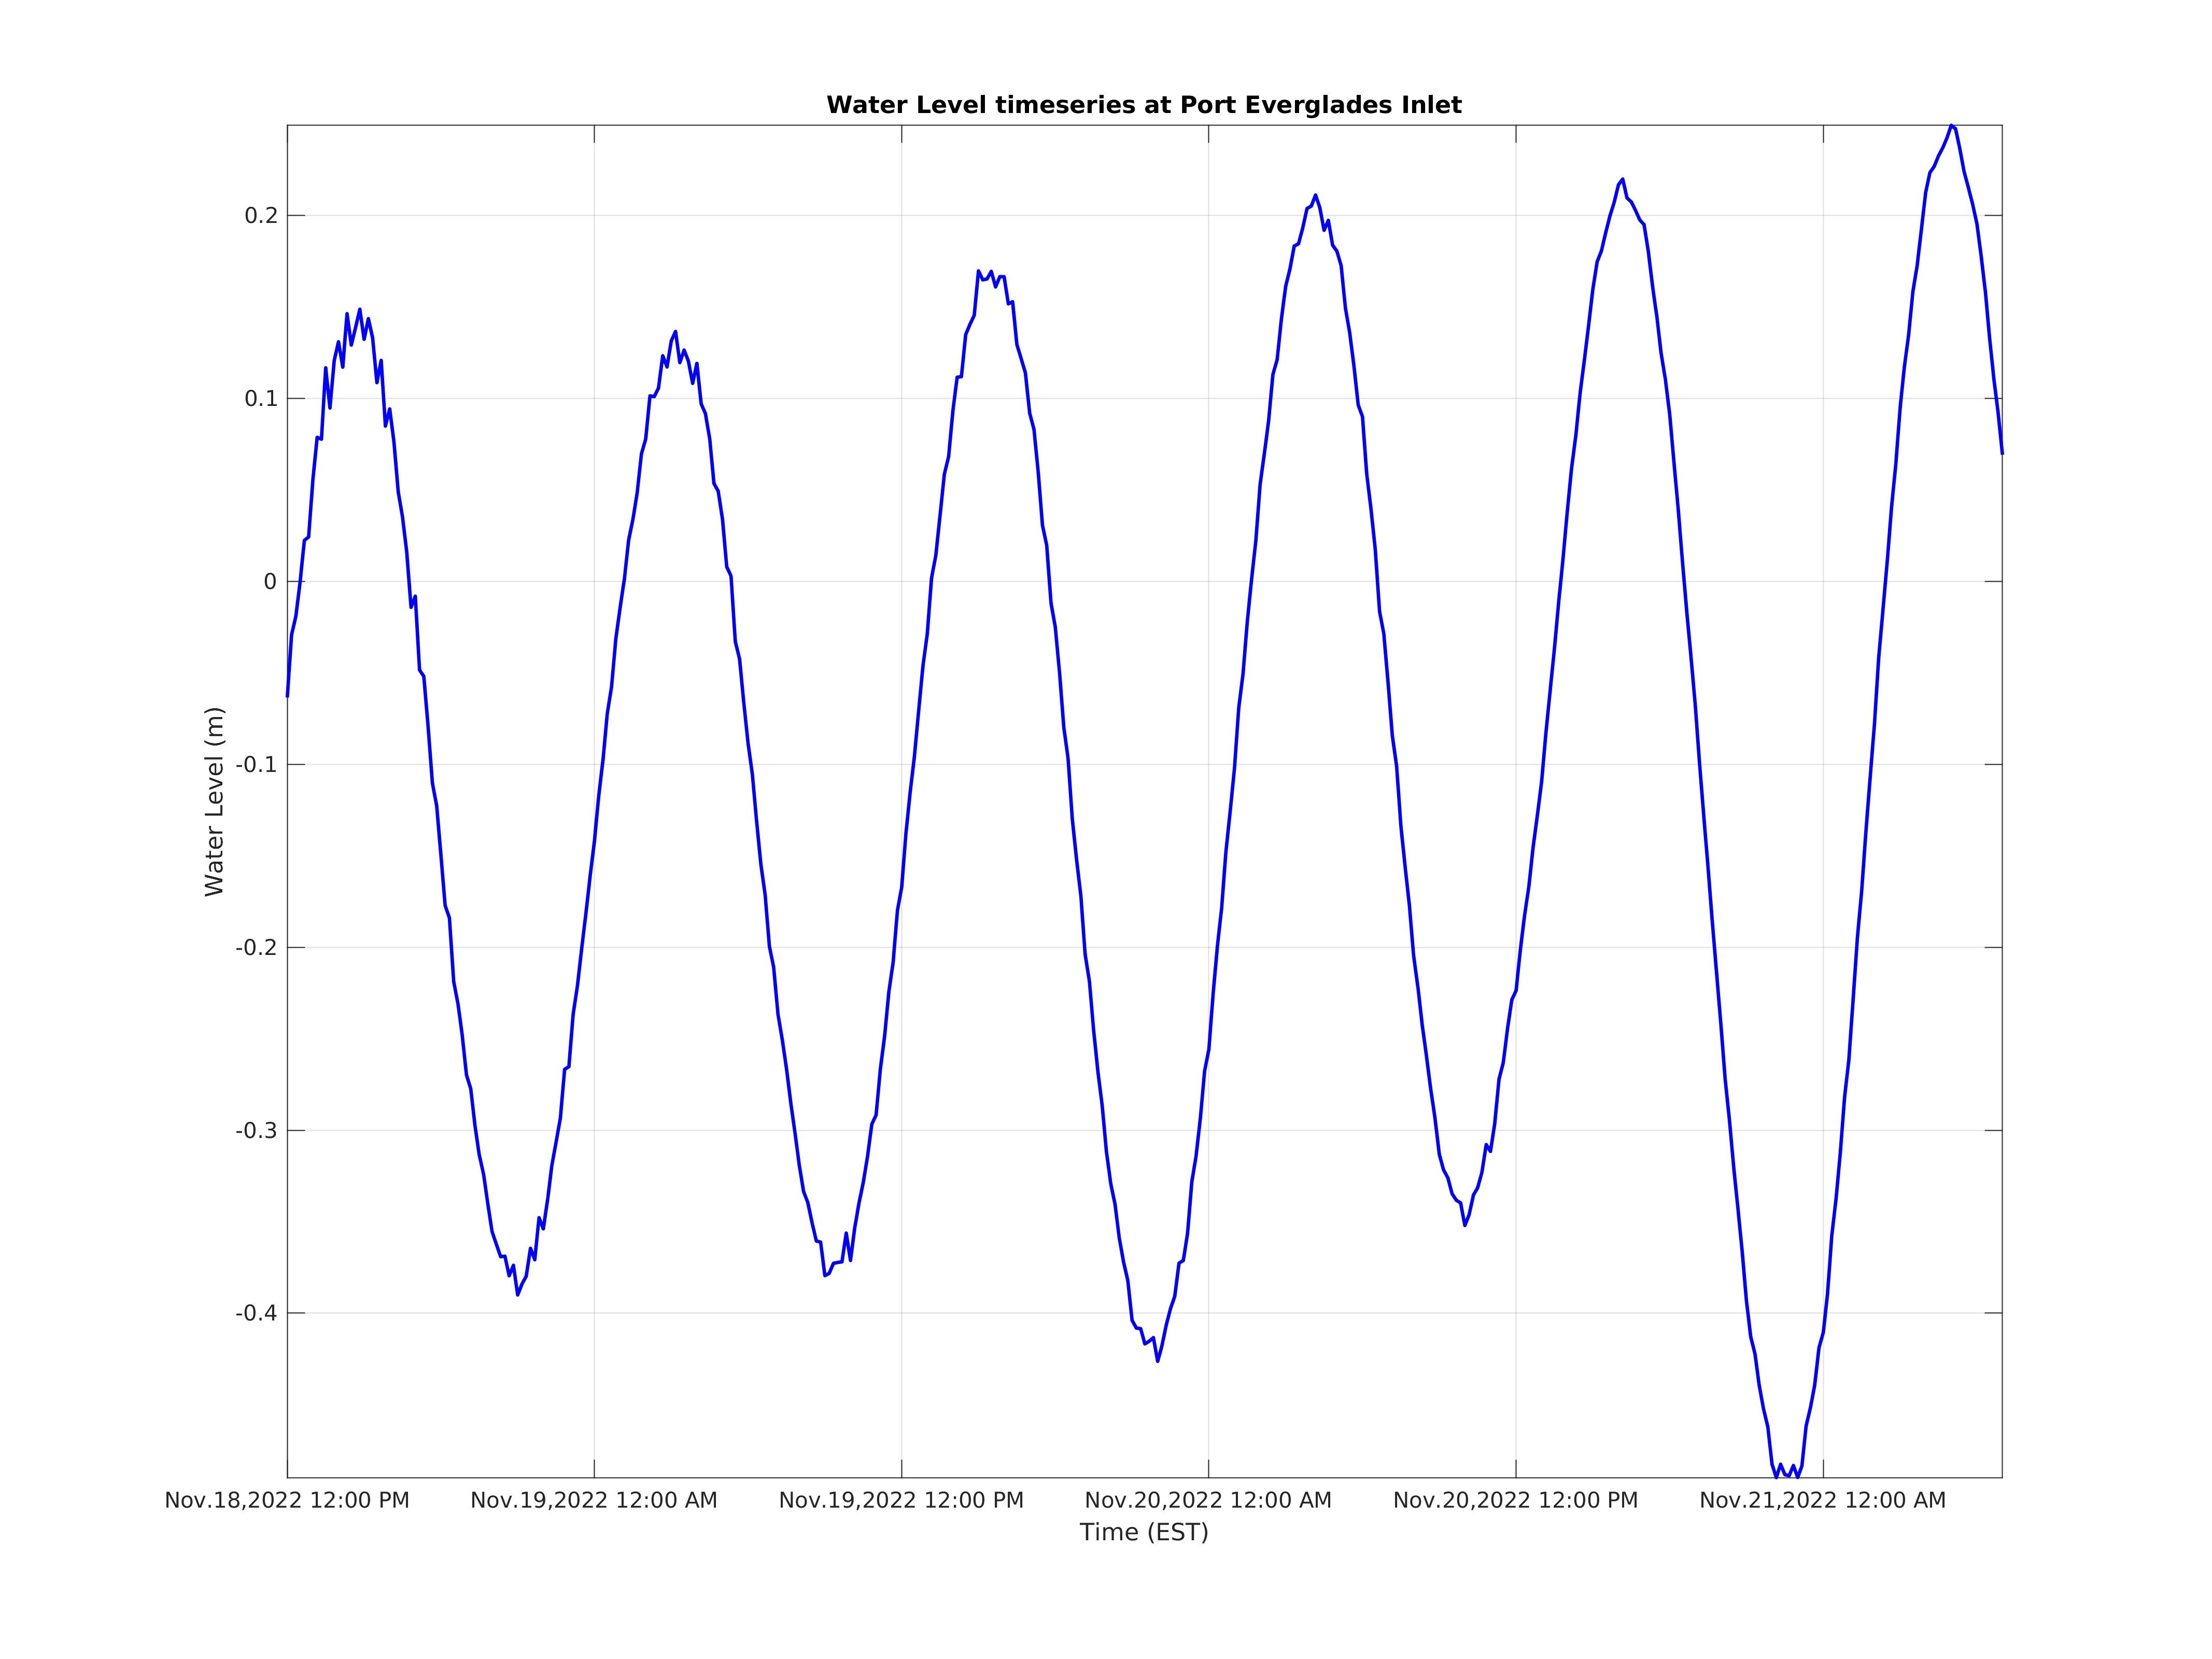 Water Level timeseries at Port Everglades Inlet
0.2
0.1
0
-0.1
-0.2
-0.3
-0.4
Water Level (m)
Nov.18,2022 12:00 PM
Nov.19,2022 12:00 AM
Nov.19,2022 12:00 PM
Nov.20,2022 12:00 AM
Nov.20,2022 12:00 PM
Nov.21,2022 12:00 AM
Time (EST)